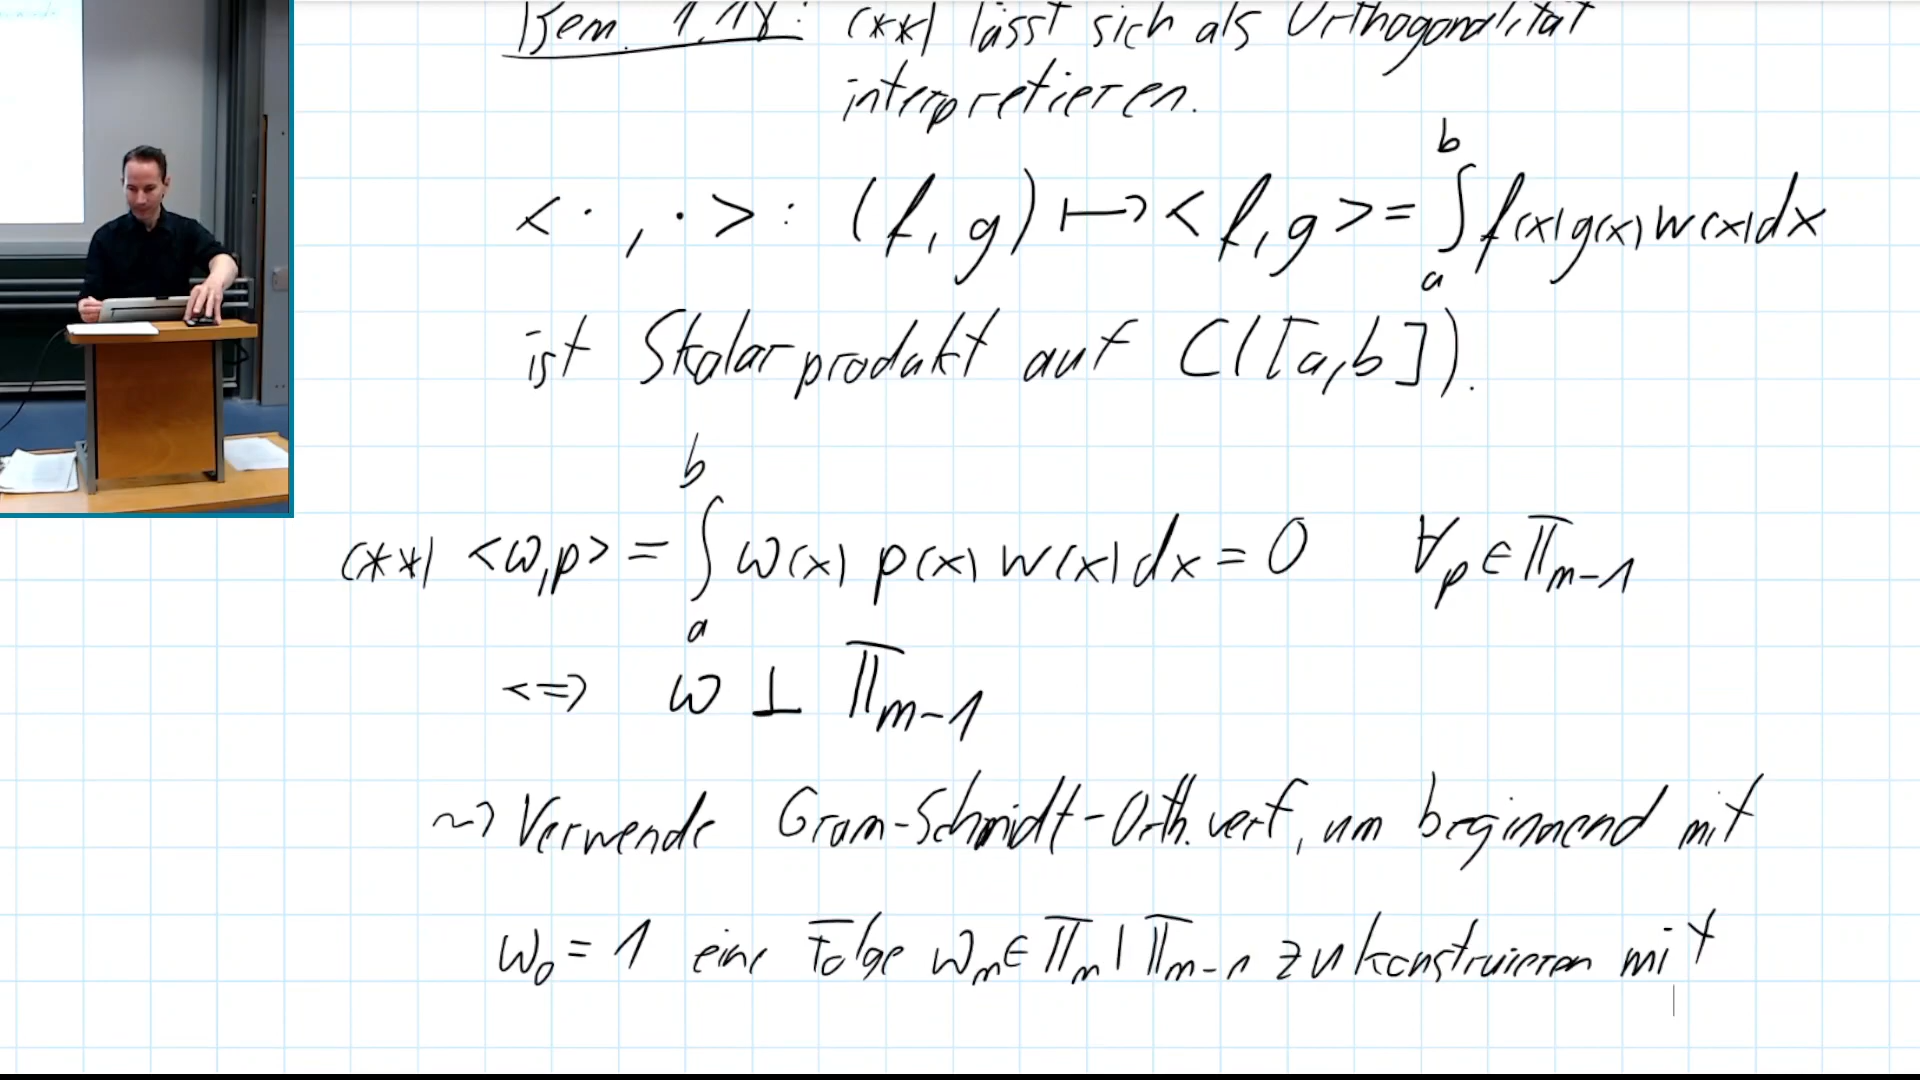 Bem. 1.18: (**) lässt sich als Orthogonalität
interpretieren.
< · , · > : (f, g) ↦ < f, g > = ∫_a^b f(x) g(x) w(x) dx
ist Skalarprodukt auf C([a,b]).
(**) <ω,p> = ∫_a^b ω(x) p(x) w(x) dx = 0 ∀p ∈ Π_{m-1}
<=> ω ⊥ Π_{m-1}
~> Verwende Gram-Schmidt-Orth.verf, um beginnend mit
ω_0 = 1 eine Folge ω_m ∈ Π_m \ Π_{m-1} zu konstruieren mit